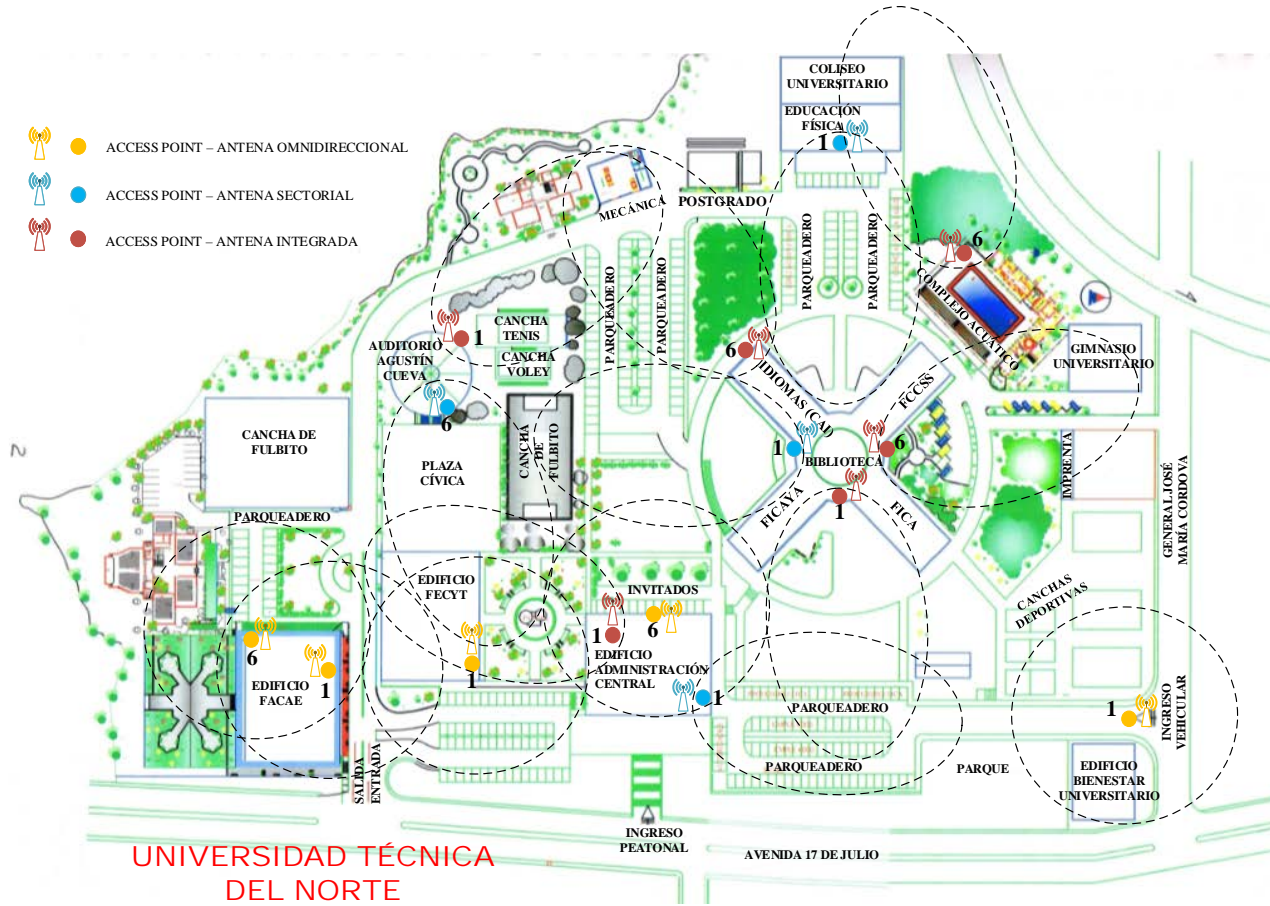 COLISEO
UNIVERSITARIO
EDUCACIÓN
FÍSICA
1
ACCESS POINT – ANTENA OMNIDIRECCIONAL
ACCESS POINT – ANTENA SECTORIAL
ACCESS POINT – ANTENA INTEGRADA
MECÁNICA
POSTGRADO
PARQUEADERO
PARQUEADERO
PARQUEADERO
PARQUEADERO
6
COMPLEJO ACUÁTICO
GIMNASIO
UNIVERSITARIO
1
AUDITORIO
AGUSTÍN
CUEVA
CANCHA
TENIS
CANCHA
VOLEY
6
IDIOMAS (CAD
FCCSS
6
CANCHA DE
FULBITO
PLAZA
CÍVICA
CANCHA
DE
FULBITO
1
6
BIBLIOTECA
1
FICAYA
FICA
IMPRENTA
GENERAL JOSÉ
MARÍA CORDOVA
2
PARQUEADERO
EDIFICIO
FECYT
INVITADOS
CANCHAS
DEPORTIVAS
6
1
EDIFICIO
FACAE
1
1
6
EDIFICIO
ADMINISTRACIÓN
CENTRAL
1
PARQUEADERO
PARQUEADERO
1
INGRESO
VEHICULAR
PARQUE
EDIFICIO
BIENESTAR
UNIVERSITARIO
SALIDA
ENTRADA
INGRESO
PEATONAL
AVENIDA 17 DE JULIO
UNIVERSIDAD TÉCNICA
DEL NORTE